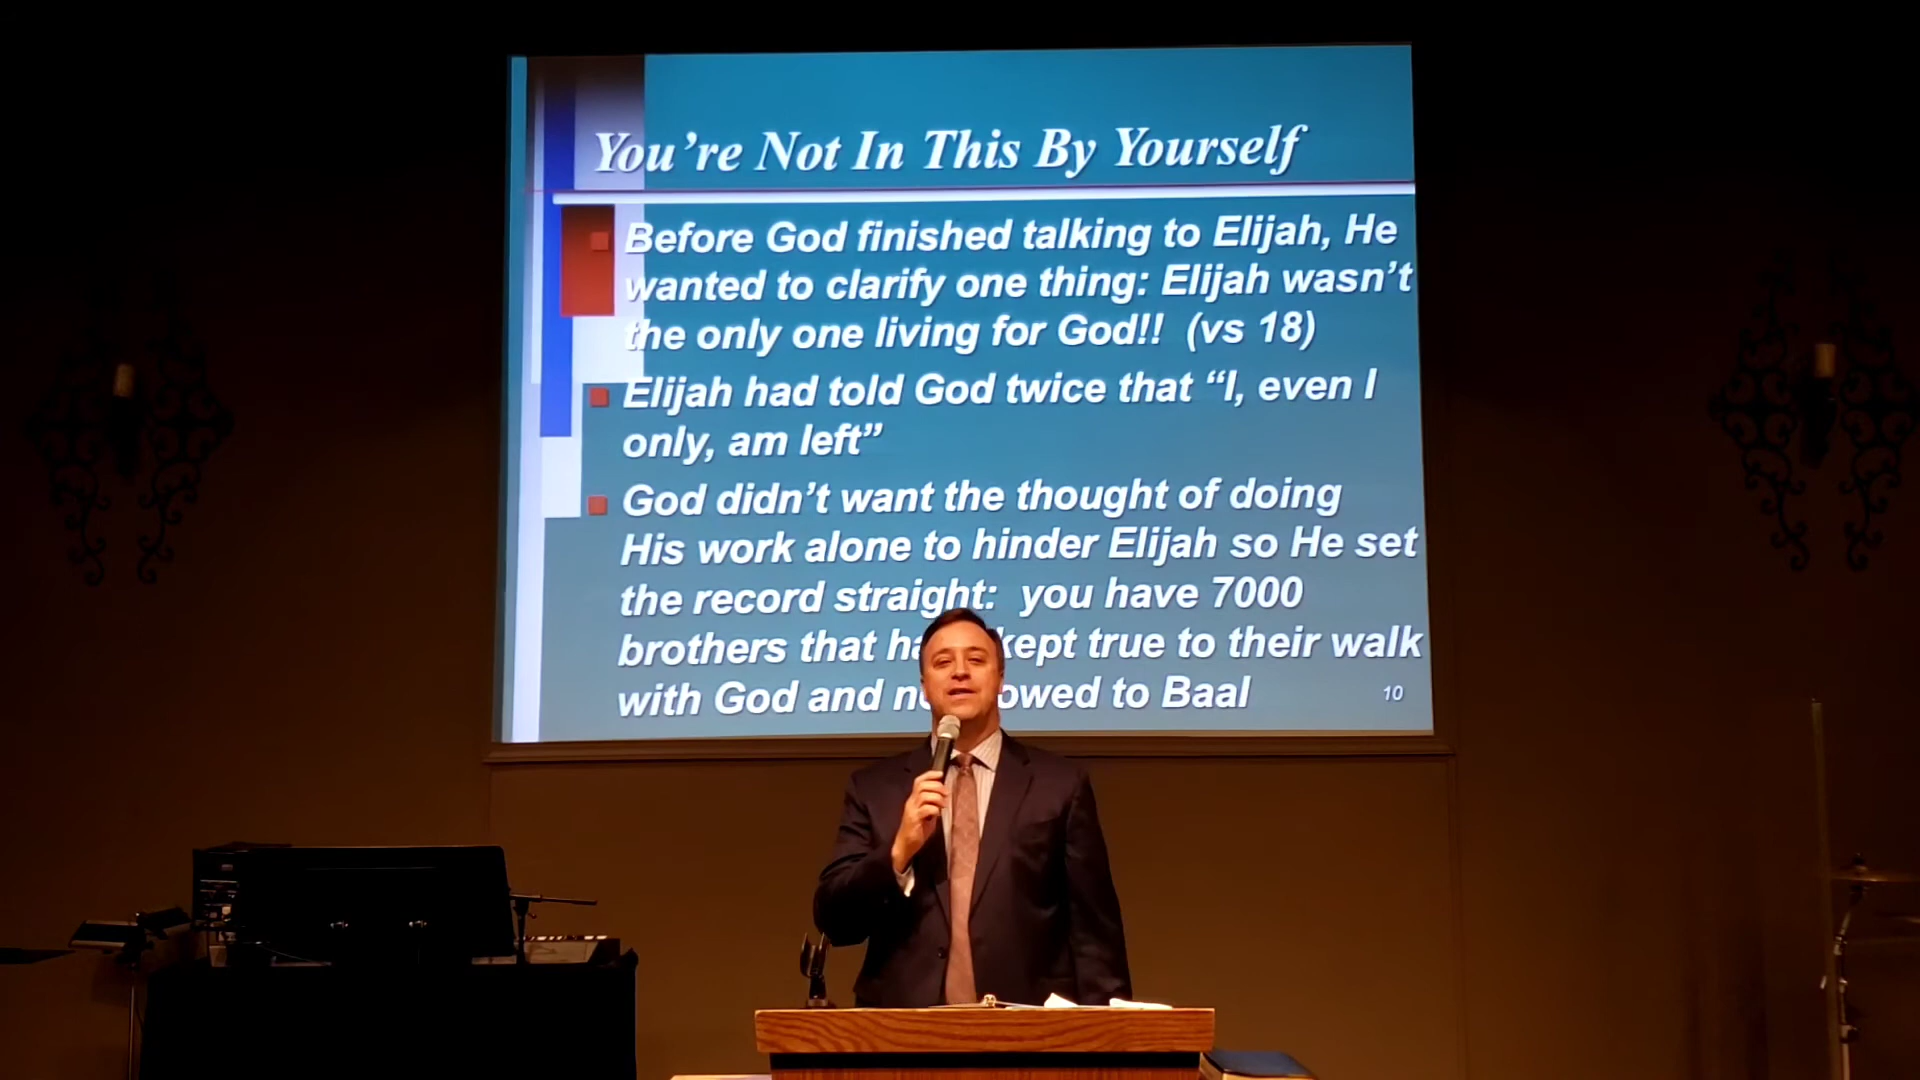 You're Not In This By Yourself
Before God finished talking to Elijah, He
wanted to clarify one thing: Elijah wasn't
the only one living for God!! (vs 18)
Elijah had told God twice that “I, even I
only, am left”
God didn't want the thought of doing
His work alone to hinder Elijah so He set
the record straight: you have 7000
brothers that kept true to their walk
with God and to Baal
10